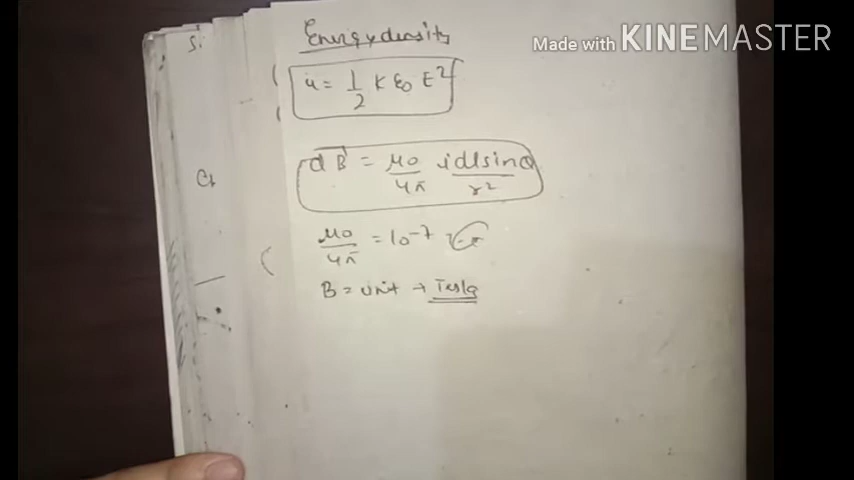 Si
Energy density
Made with KINEMASTER
u = 1/2 K ε0 E²
dB⃗ = μ0/4π idlsinθ/r²
μ0/4π = 10⁻⁷
B = unit → Tesla